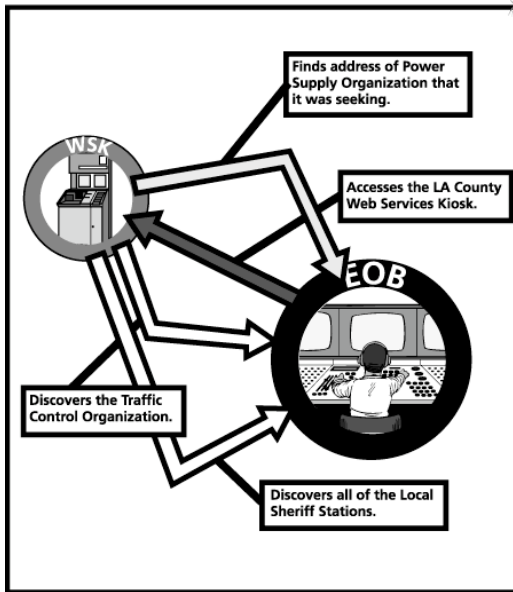 Finds address of Power
Supply Organization that
it was seeking.
WSK
Accesses the LA County
Web Services Kiosk.
EOB
Discovers the Traffic
Control Organization.
Discovers all of the Local
Sheriff Stations.